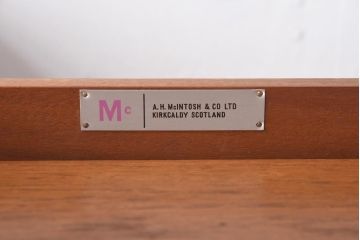 Mc
A.H. McINTOSH & CO LTD
KIRKCALDY SCOTLAND